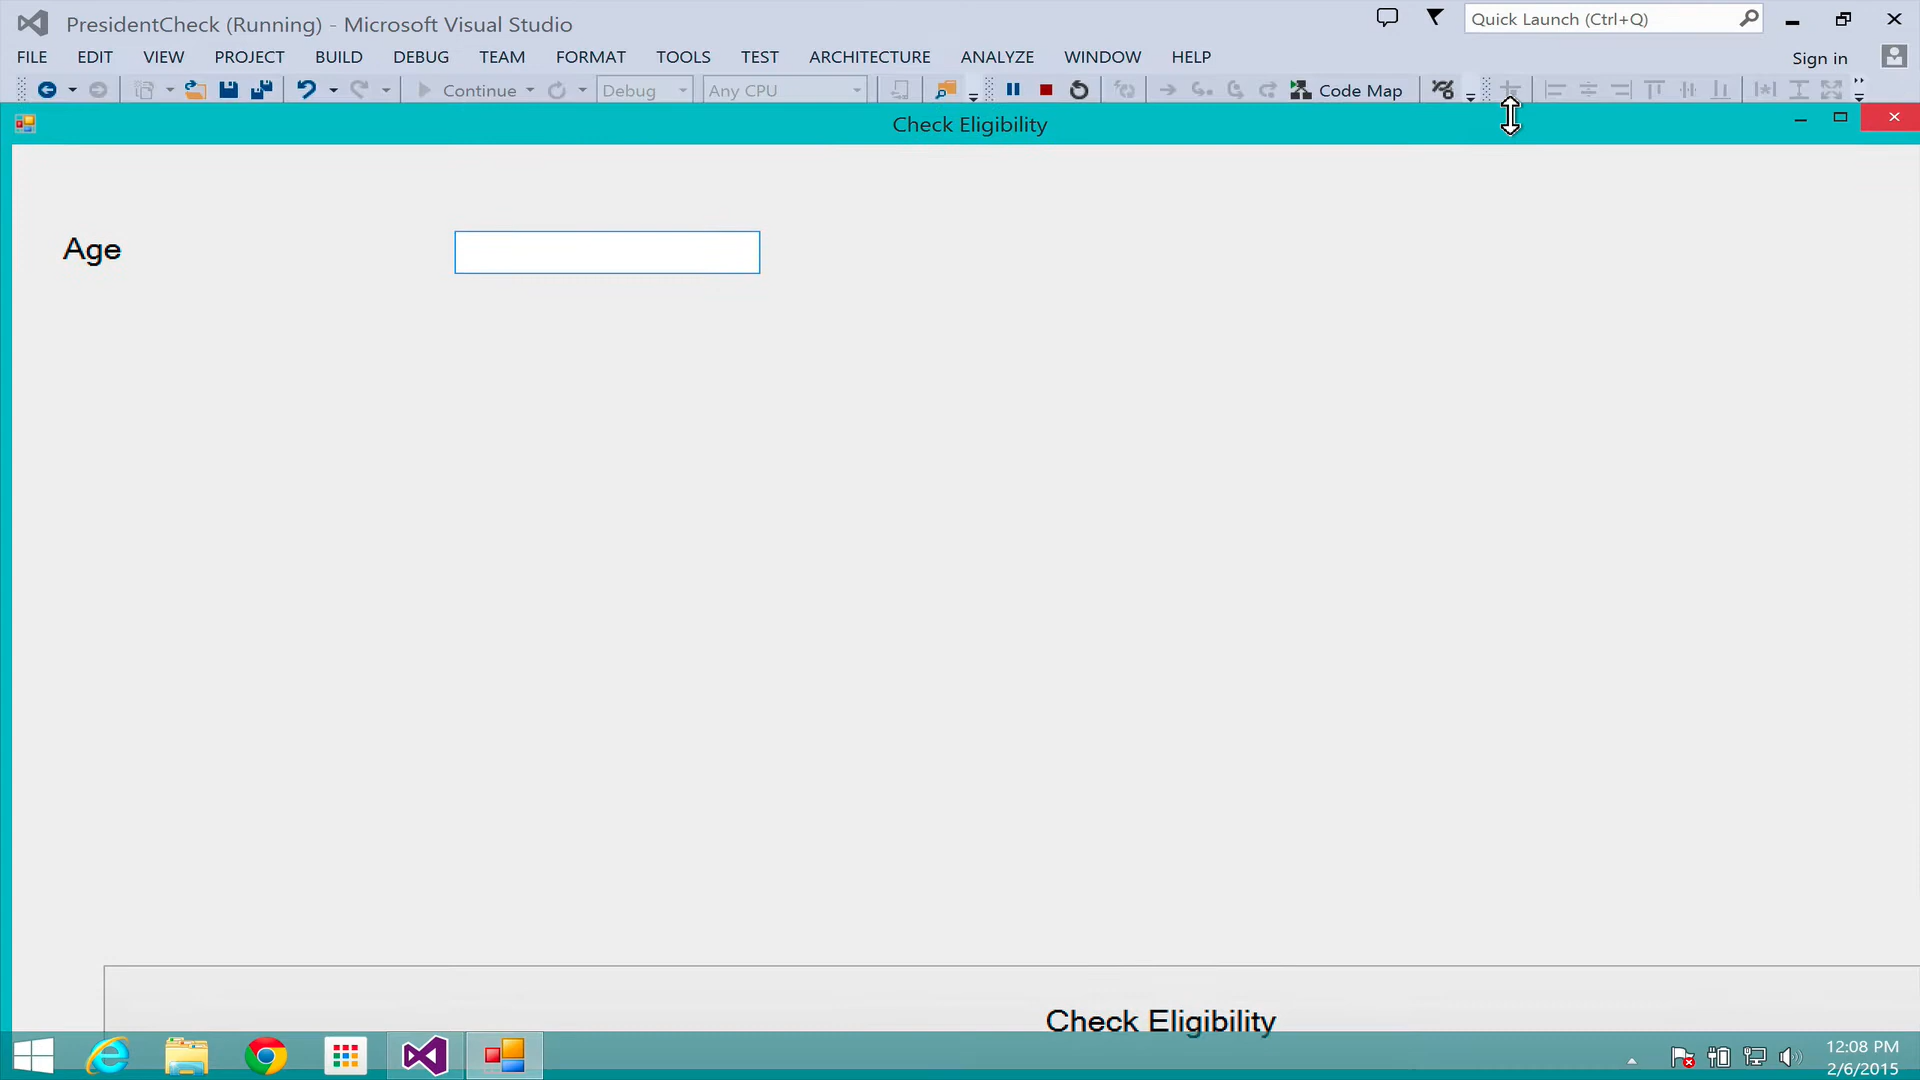 PresidentCheck (Running) - Microsoft Visual Studio
Quick Launch (Ctrl+Q)
FILE EDIT VIEW PROJECT BUILD DEBUG TEAM FORMAT TOOLS TEST ARCHITECTURE ANALYZE WINDOW HELP
Sign in
Continue Debug Any CPU Code Map
Check Eligibility
Age
Check Eligibility
12:08 PM
2/6/2015